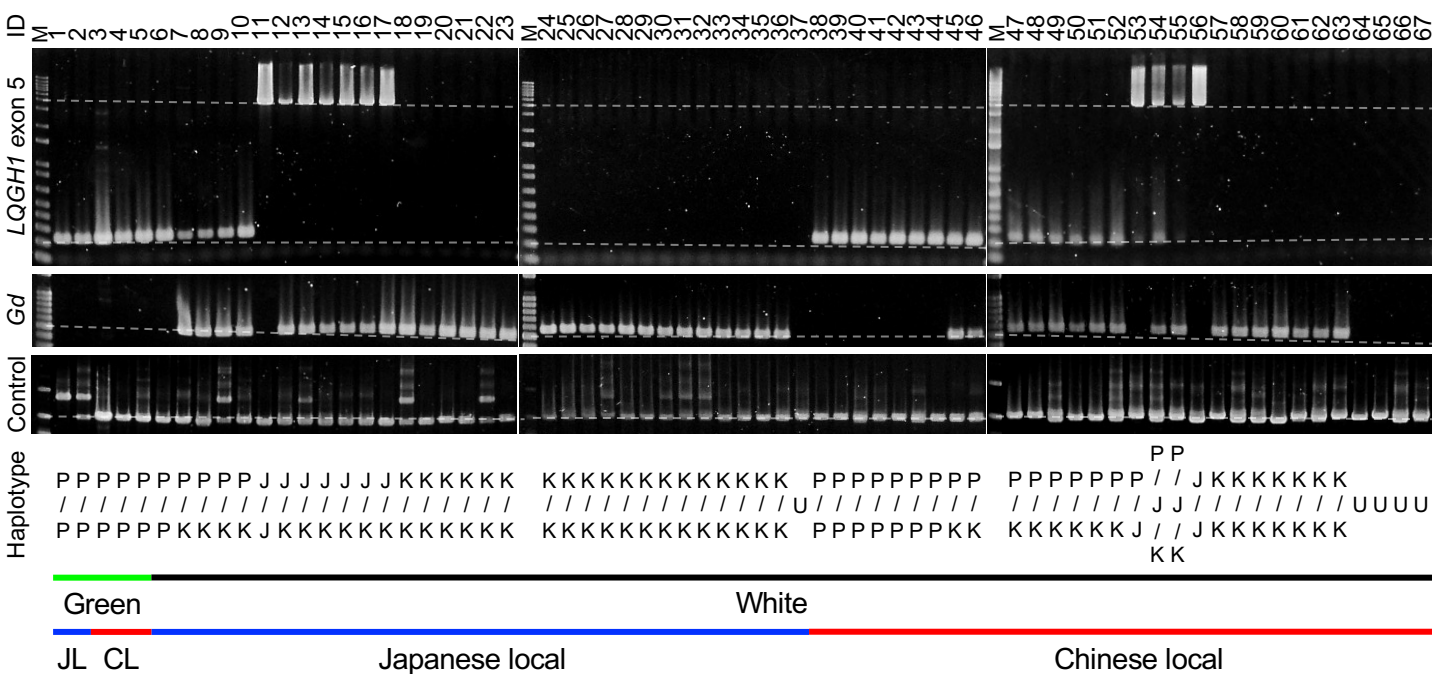 ID M 1 2 3 4 5 6 7 8 9 10 11 12 13 14 15 16 17 18 19 20 21 22 23 M 24 25 26 27 28 29 30 31 32 33 34 35 36 37 38 39 40 41 42 43 44 45 46 M 47 48 49 50 51 52 53 54 55 56 57 58 59 60 61 62 63 64 65 66 67
LQGH1 exon 5
Gd
Control
Haplotype
P P
P P P P P P P P P P J J J J J J J K K K K K K K K K K K K K K K K K K K P P P P P P P P P P P P P P P P / / J K K K K K K K
/ / / / / / / / / / / / / / / / / / / / / / / / / / / / / / / / / / / / U / / / / / / / / / / / / / / / / J J / / / / / / / / U U U U
P P P P P P K K K K J K K K K K K K K K K K K K K K K K K K K K K K K K P P P P P P P K K K K K K K K J / / J K K K K K K K
K K
Green White
JL CL Japanese local Chinese local